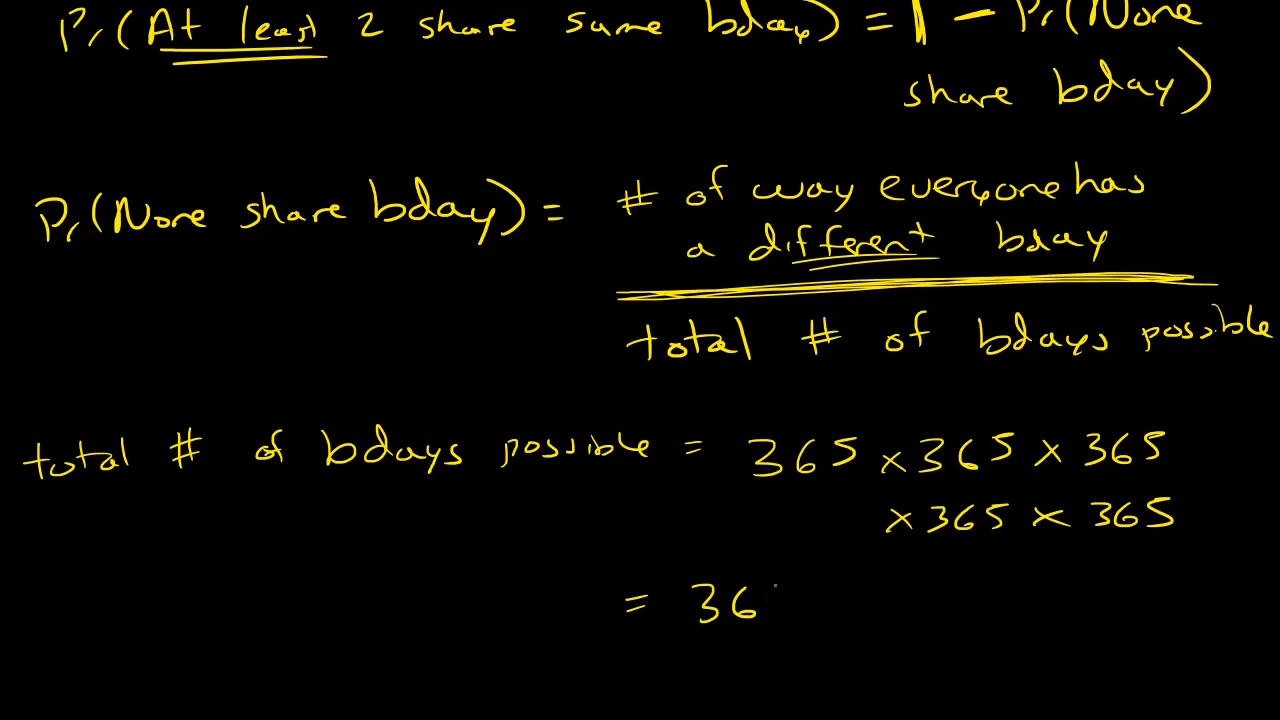 Pr(At least 2 share same bday) = 1 - Pr(None
share bday)
Pr(None share bday) =
# of way everyone has
a different bday
total # of bdays possible
total # of bdays possible = 365 × 365 × 365
× 365 × 365
= 36